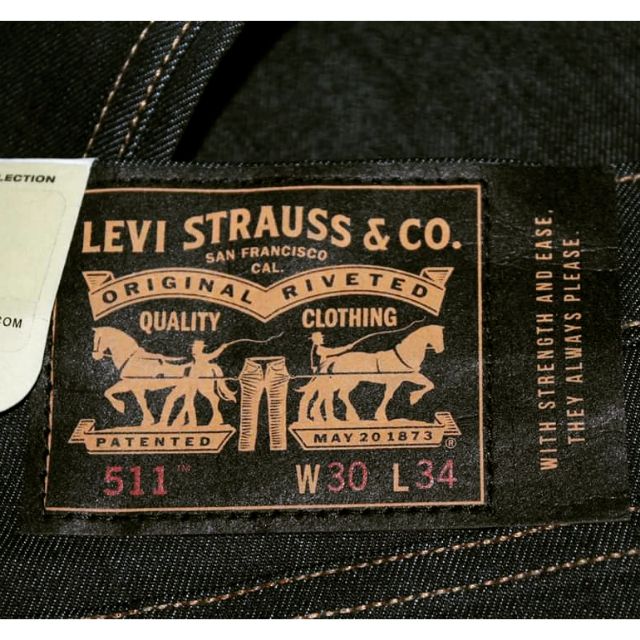 LEVI STRAUSS & CO.
SAN FRANCISCO
CAL.
ORIGINAL RIVETED
QUALITY CLOTHING
PATENTED MAY 20 1873 ®
511™ W30 L34
WITH STRENGTH AND EASE,
THEY ALWAYS PLEASE.
LECTION
COM